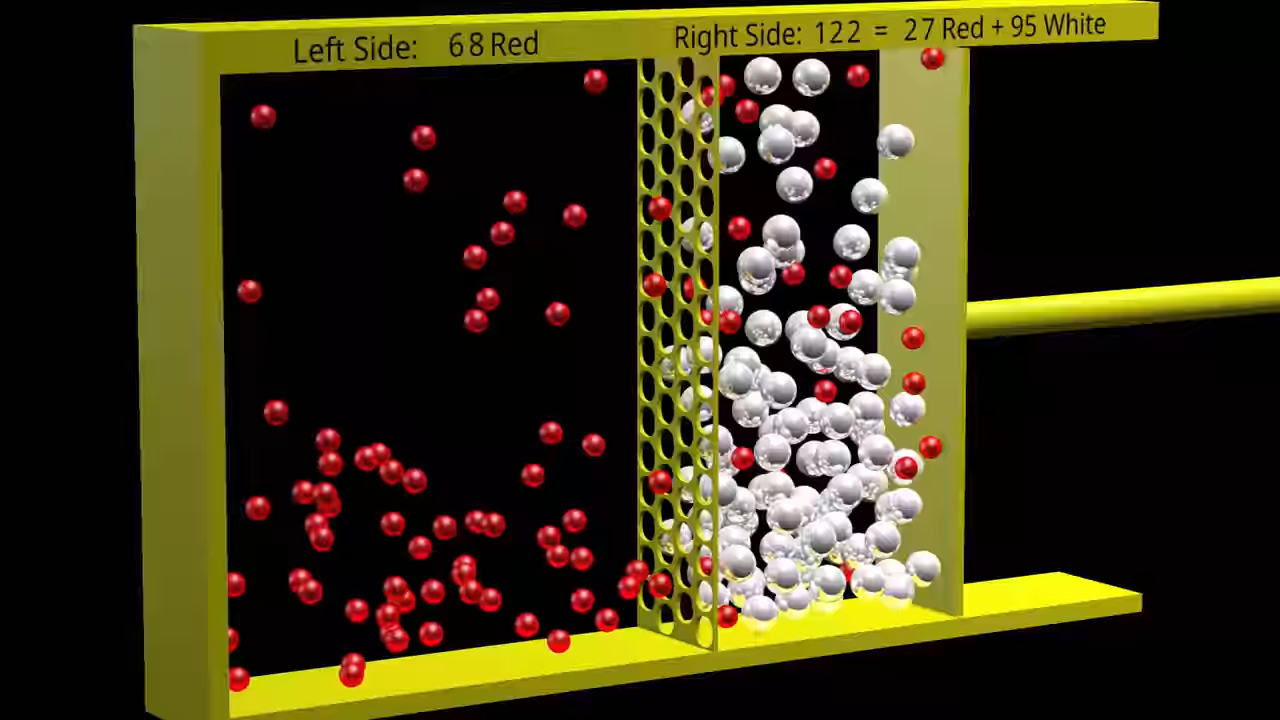 Left Side: 68 Red
Right Side: 122 = 27 Red + 95 White